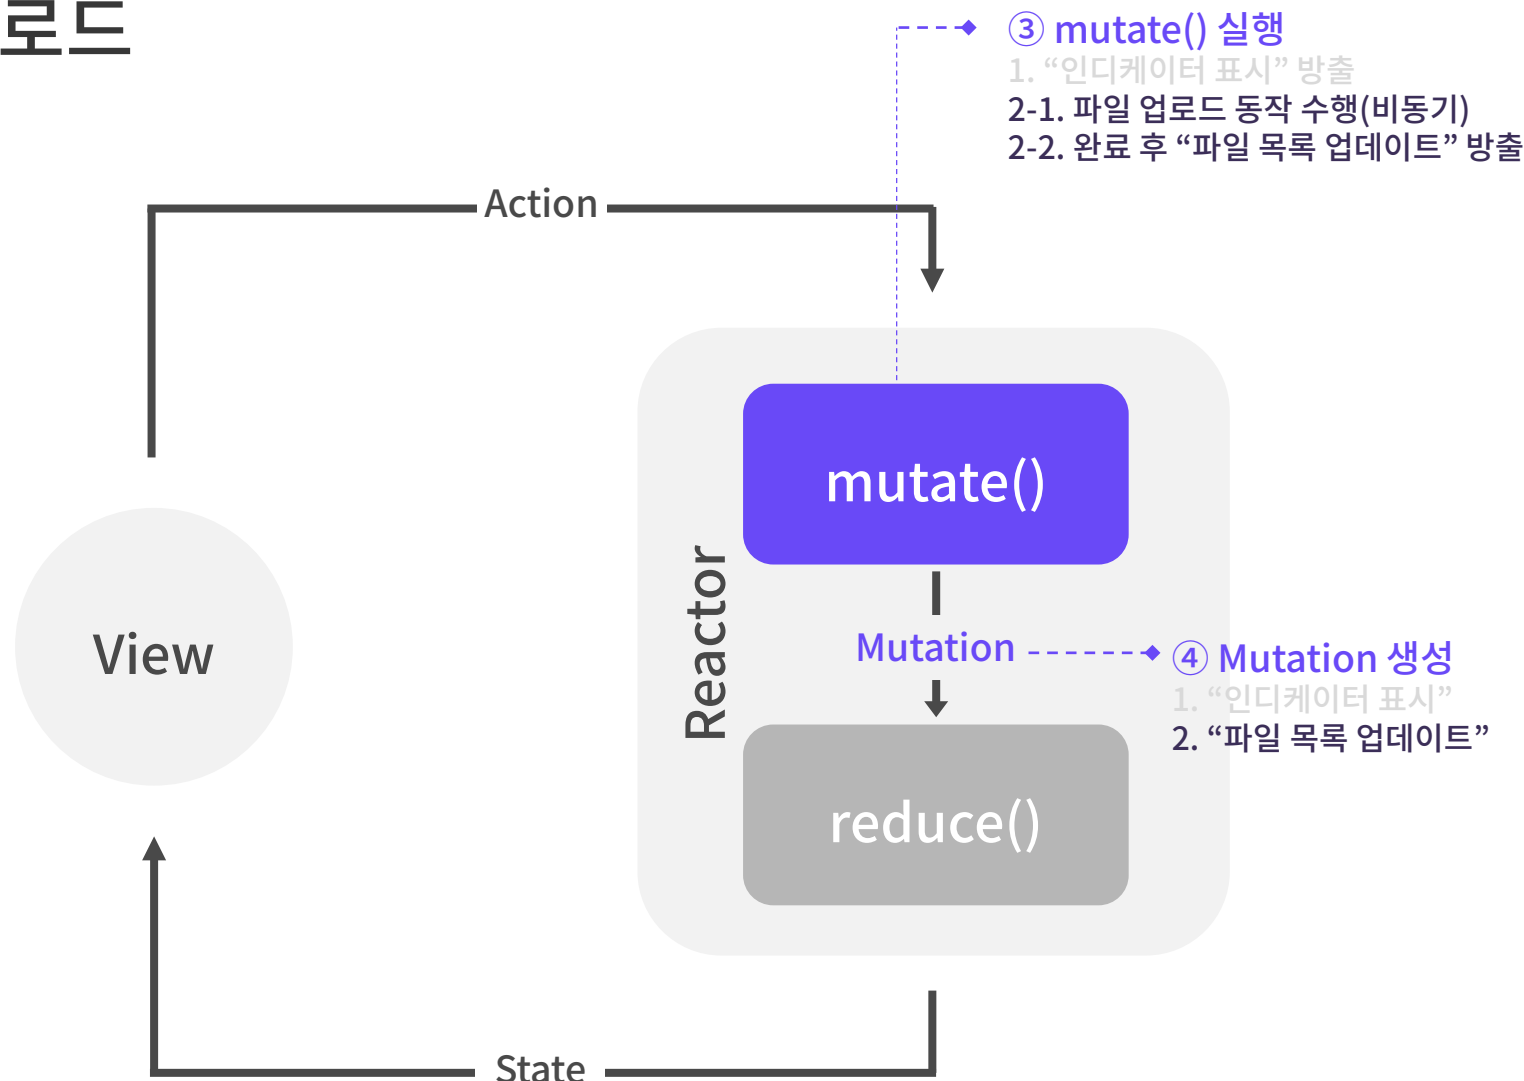 로드
③ mutate() 실행
1. “인디케이터 표시” 방출
2-1. 파일 업로드 동작 수행(비동기)
2-2. 완료 후 “파일 목록 업데이트” 방출
Action
mutate()
Reactor
View
Mutation
④ Mutation 생성
1. “인디케이터 표시”
2. “파일 목록 업데이트”
reduce()
State